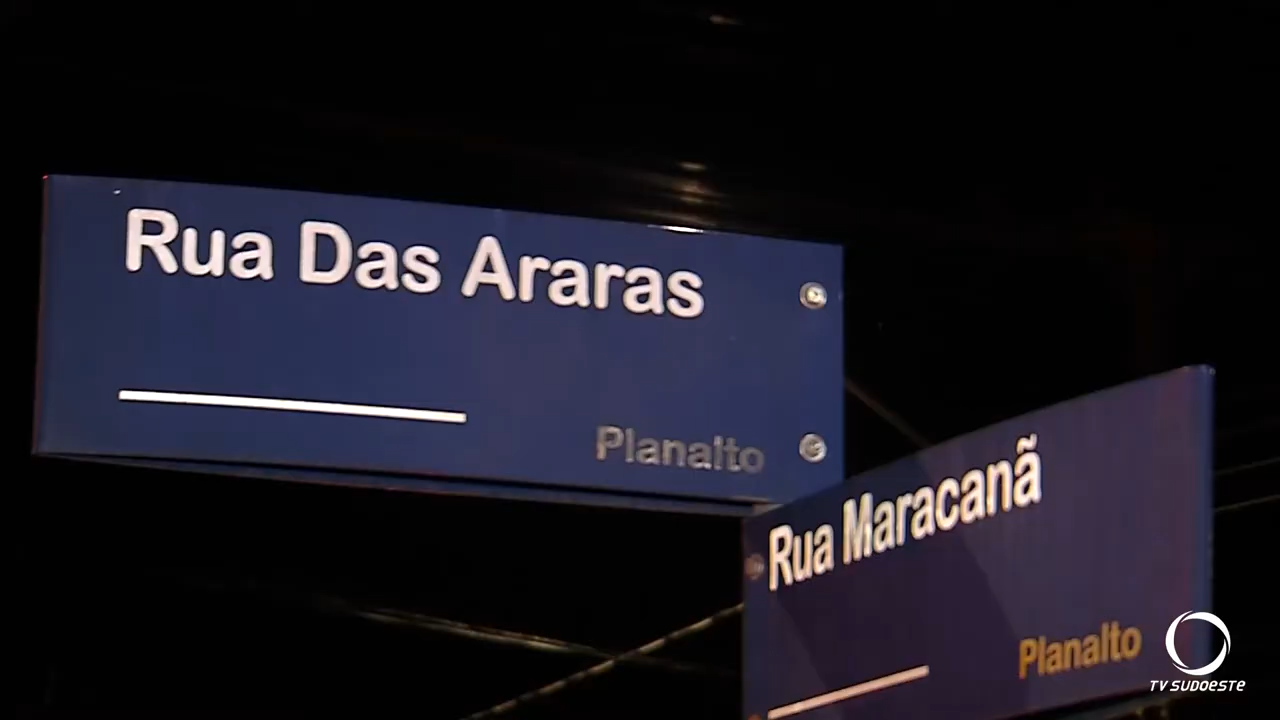 Rua Das Araras
Planalto
Rua Maracanã
Planalto
TV SUDOESTE